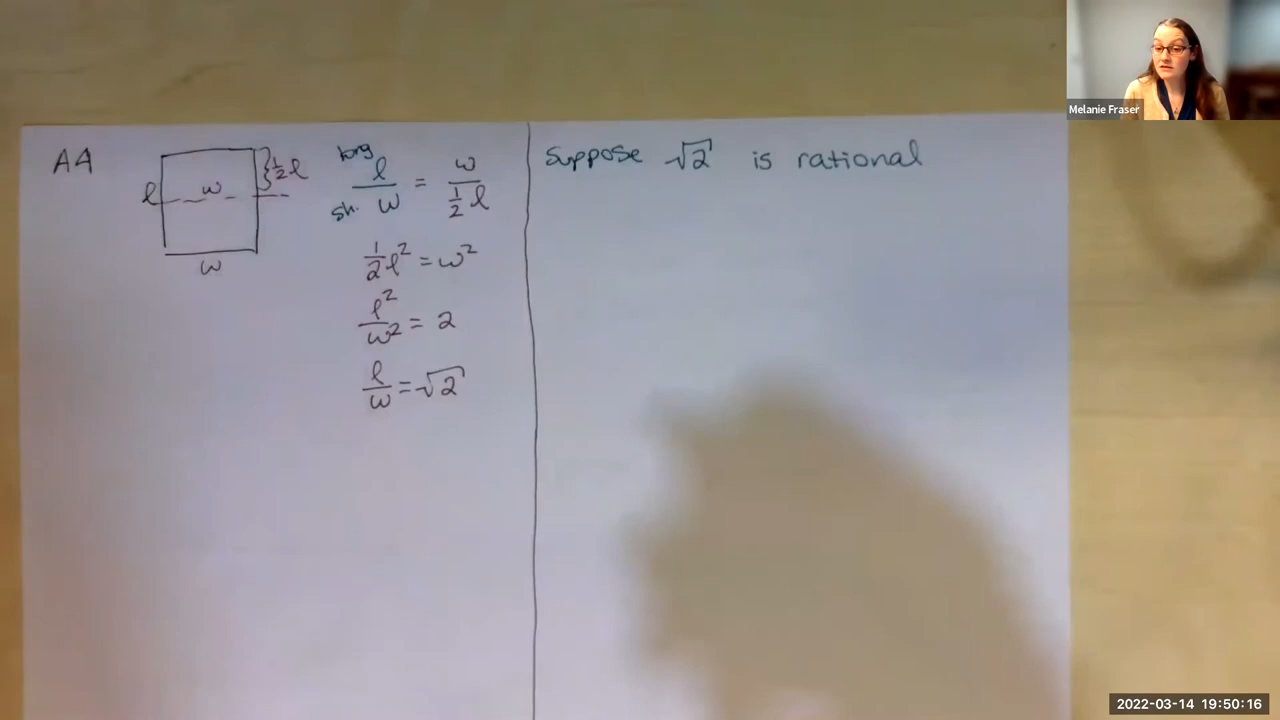 A4
l
w
½l
w
long
l/w = w/(½l)
sh.
½l² = w²
l²/w² = 2
l/w = √2
Suppose √2 is rational
Melanie Fraser
2022-03-14 19:50:16